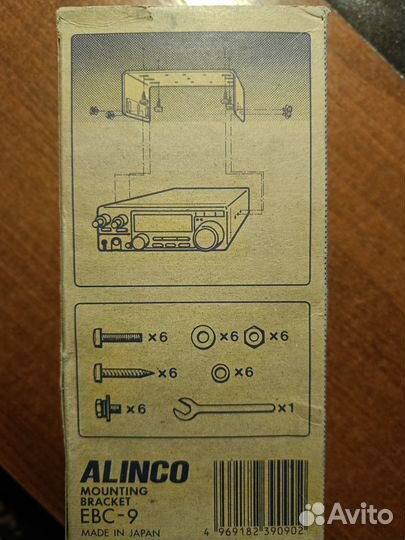 ×6
×6
×6
×6
×6
×6
×1
ALINCO
MOUNTING
BRACKET
EBC-9
MADE IN JAPAN
4 969182 390902
Avito